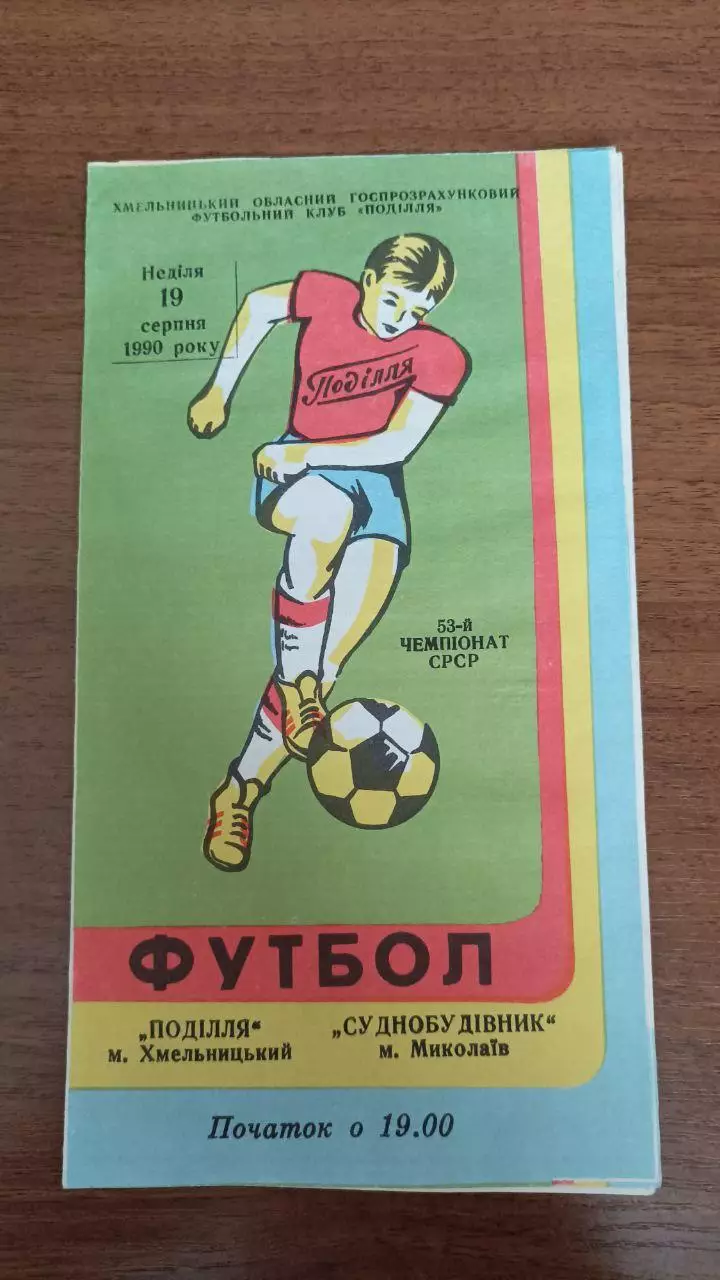 ХМЕЛЬНИЦЬКИЙ ОБЛАСНИЙ ГОСПРОЗРАХУНКОВИЙ
ФУТБОЛЬНИЙ КЛУБ «ПОДІЛЛЯ»
Неділя
19
серпня
1990 року
Поділля
53-й
ЧЕМПІОНАТ
СРСР
ФУТБОЛ
„ПОДІЛЛЯ“ „СУДНОБУДІВНИК“
м. Хмельницький м. Миколаїв
Початок о 19.00